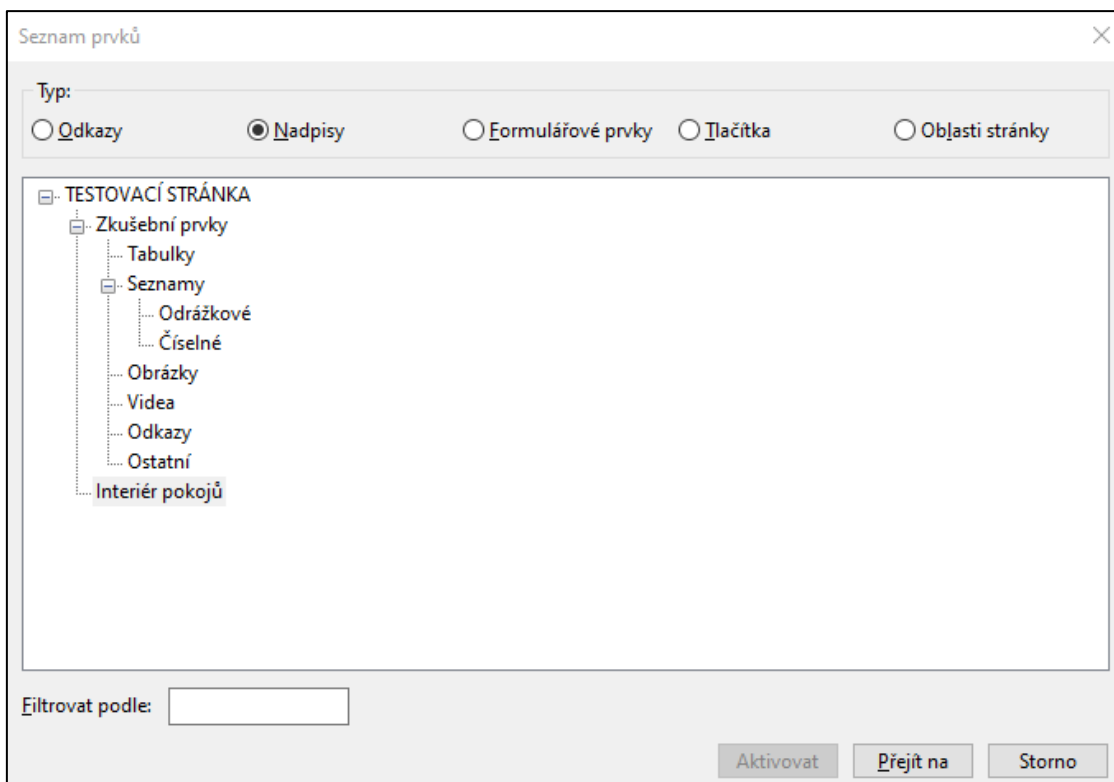 Seznam prvků
Typ:
Odkazy Nadpisy Formulářové prvky Tlačítka Oblasti stránky
TESTOVACÍ STRÁNKA
Zkušební prvky
Tabulky
Seznamy
Odrážkové
Číselné
Obrázky
Videa
Odkazy
Ostatní
Interiér pokojů
Filtrovat podle:
Aktivovat Přejít na Storno